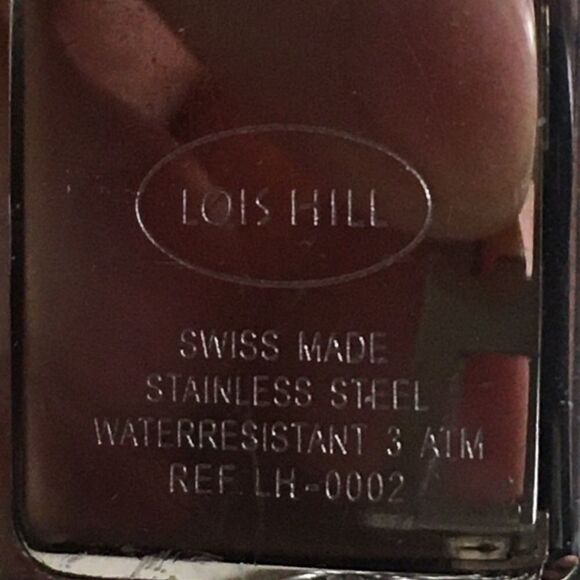 LOIS HILL
SWISS MADE
STAINLESS STEEL
WATERRESISTANT 3 ATM
REF. LH-0002